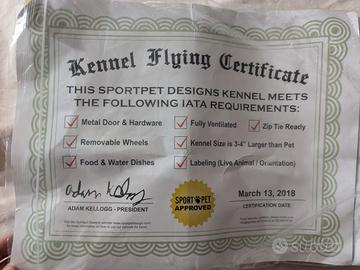 Kennel Flying Certificate
THIS SPORTPET DESIGNS KENNEL MEETS
THE FOLLOWING IATA REQUIREMENTS:
Metal Door & Hardware
Fully Ventilated
Zip Tie Ready
Removable Wheels
Kennel Size is 3-4" Larger than Pet
Food & Water Dishes
Labeling (Live Animal / Orientation)
ADAM KELLOGG - PRESIDENT
SPORTPET
APPROVED
March 13, 2018
CERTIFICATION DATE
subito